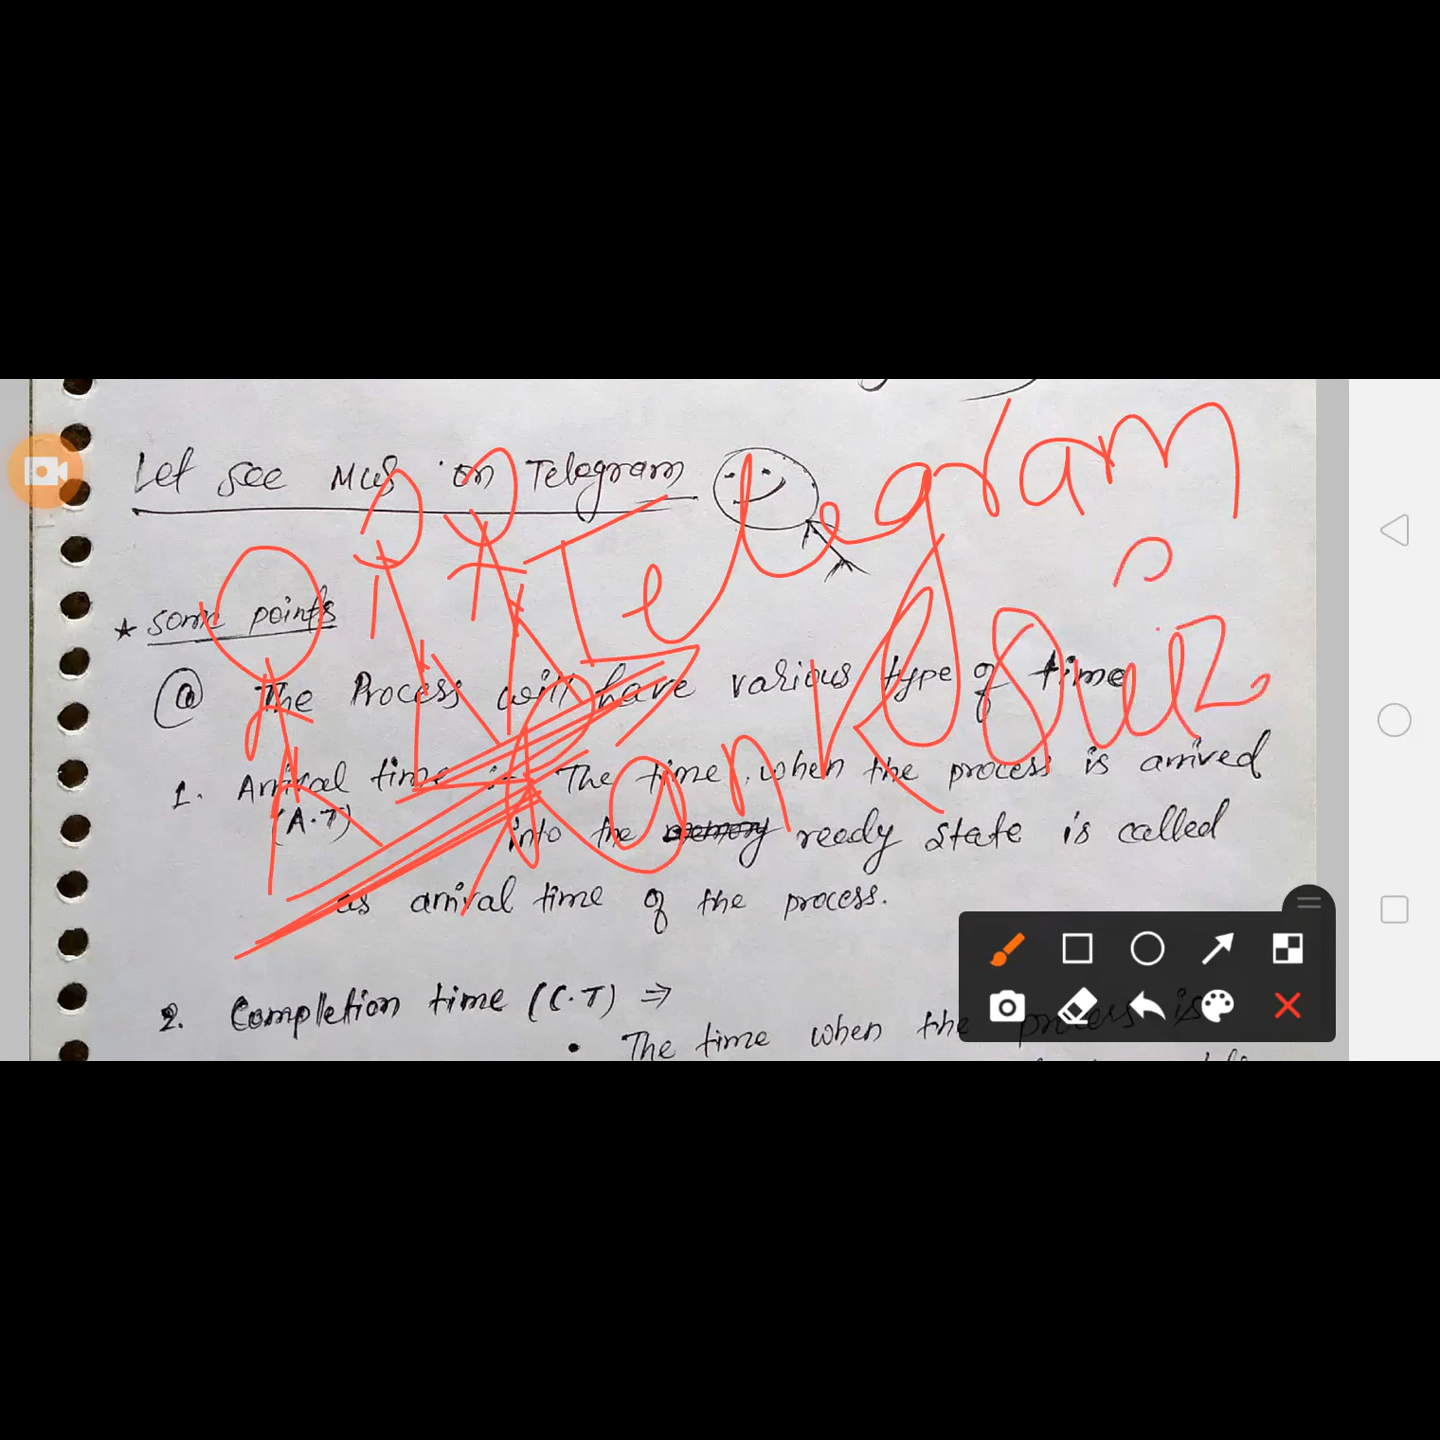 Let see MCQ on Telegram
Telegram
* some points
@ The Process will have various type of time
Quiz
1. Arrival time :- The time, when the process is arrived
(A.T)
into the memory ready state is called
as arrival time of the process.
2. Completion time (C.T) ⇒
• The time when the process is